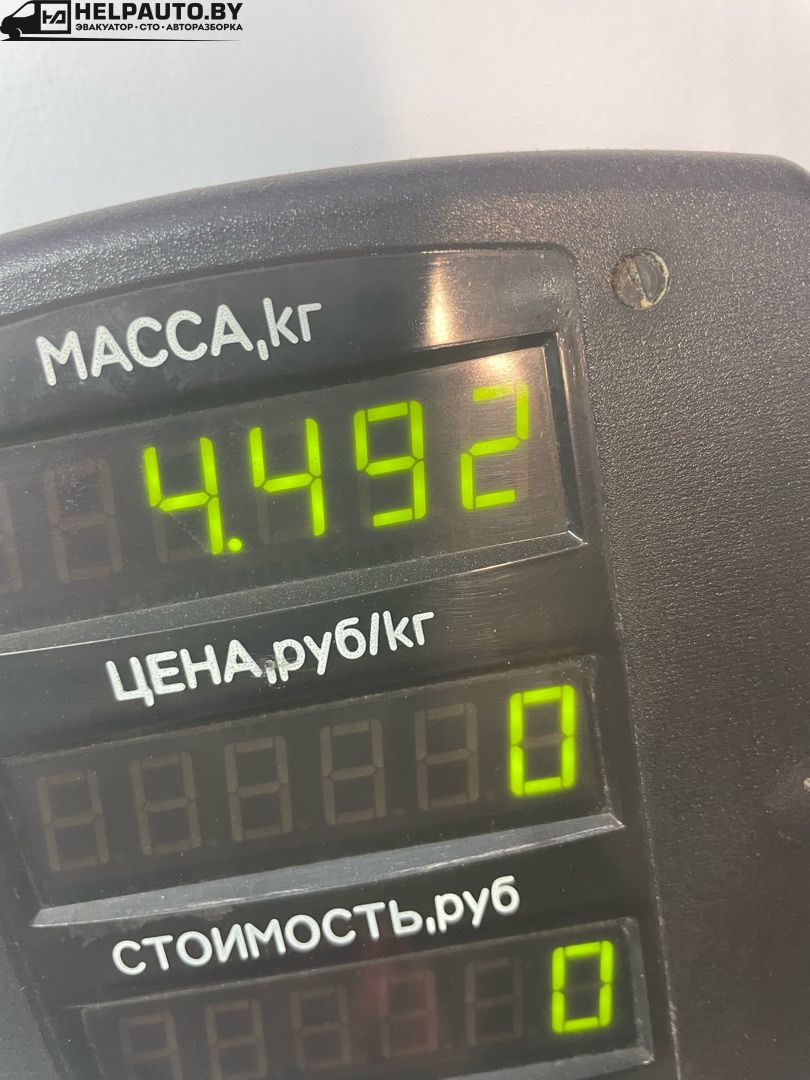 HELPAUTO.BY
ЭВАКУАТОР • СТО • АВТОРАЗБОРКА
МАССА,кг
4.492
ЦЕНА,руб/кг
0
СТОИМОСТЬ,руб
0